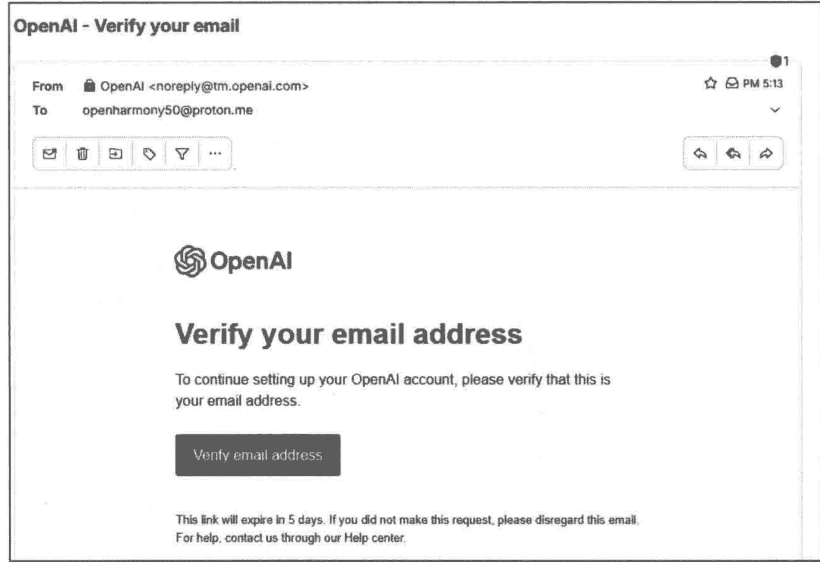 OpenAI - Verify your email
1
From OpenAI <noreply@tm.openai.com> PM 5:13
To openharmony50@proton.me
OpenAI
Verify your email address
To continue setting up your OpenAI account, please verify that this is
your email address.
Verify email address
This link will expire in 5 days. If you did not make this request, please disregard this email.
For help, contact us through our Help center.